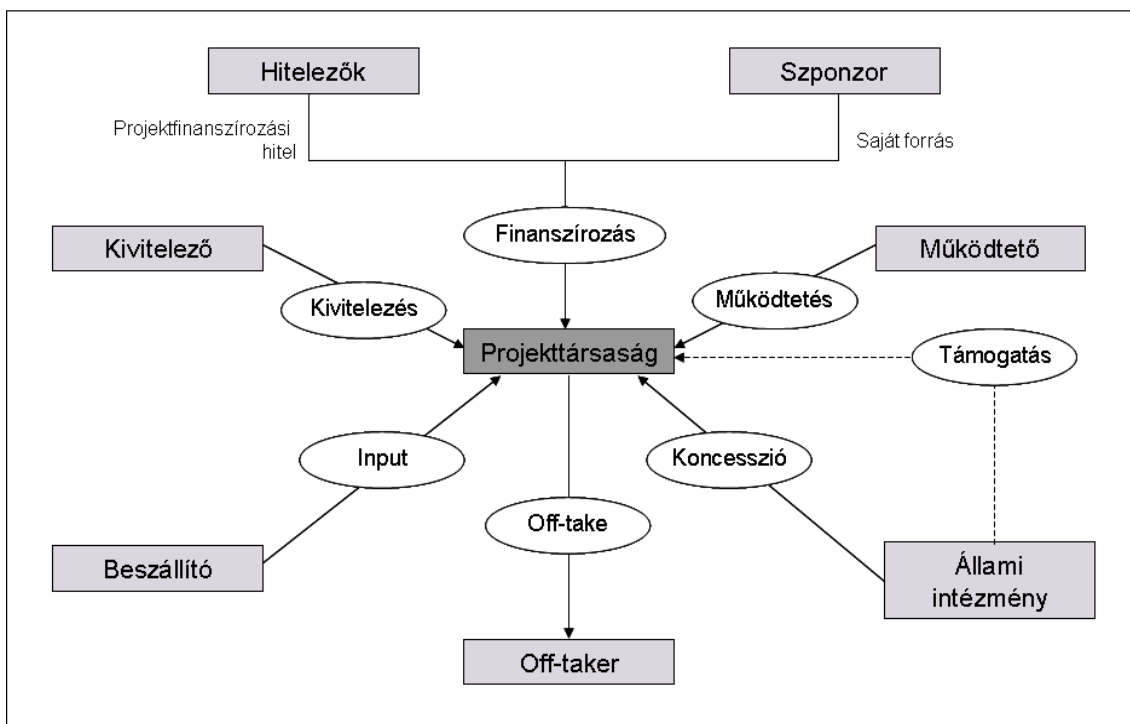 Hitelezők
Szponzor
Projektfinanszírozási
hitel
Saját forrás
Finanszírozás
Kivitelező
Működtető
Kivitelezés
Működtetés
Projekttársaság
Támogatás
Input
Koncesszió
Off-take
Beszállító
Állami
intézmény
Off-taker